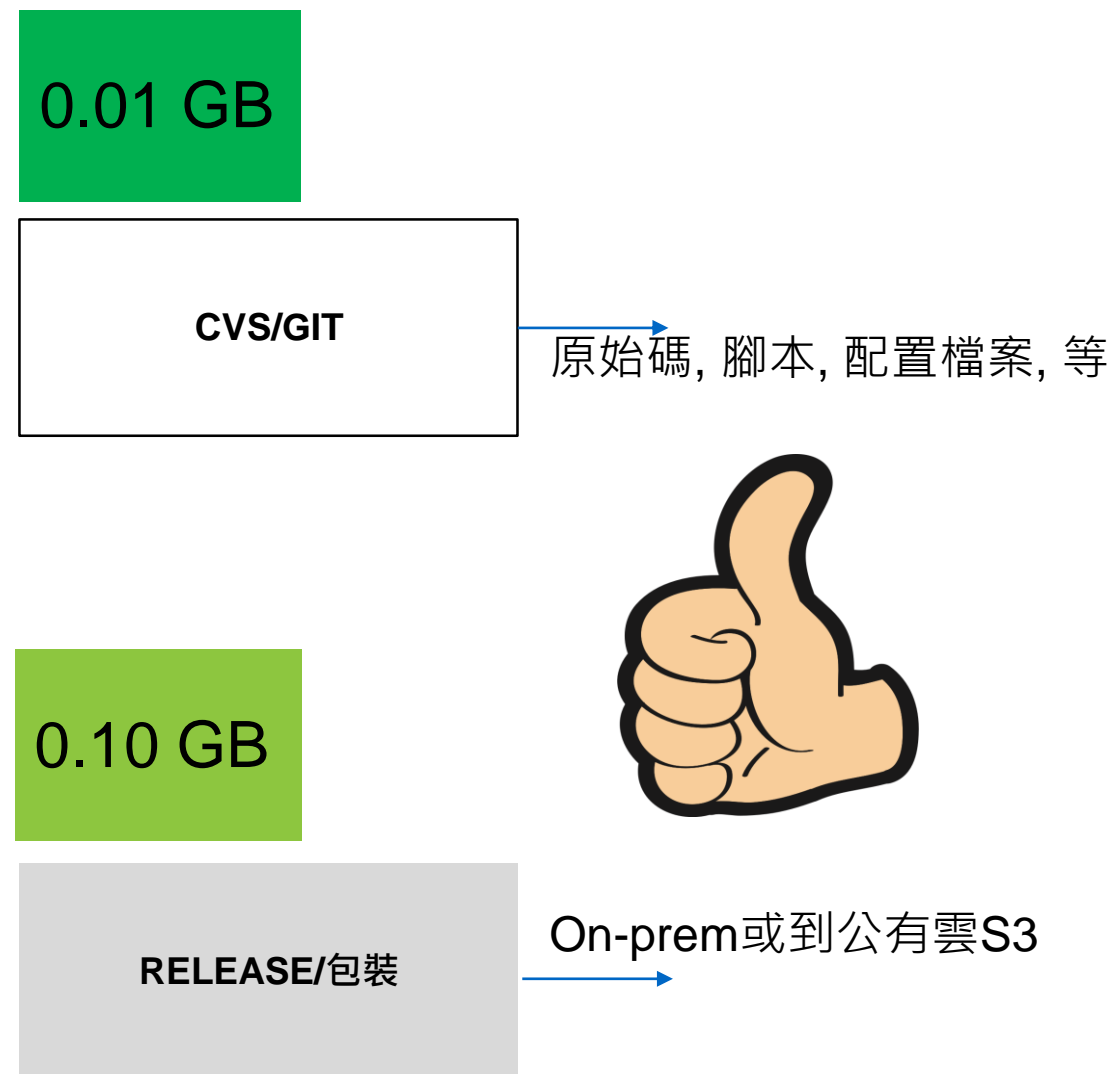 0.01 GB
CVS/GIT
原始碼, 腳本, 配置檔案, 等
0.10 GB
On-prem或到公有雲S3
RELEASE/包裝